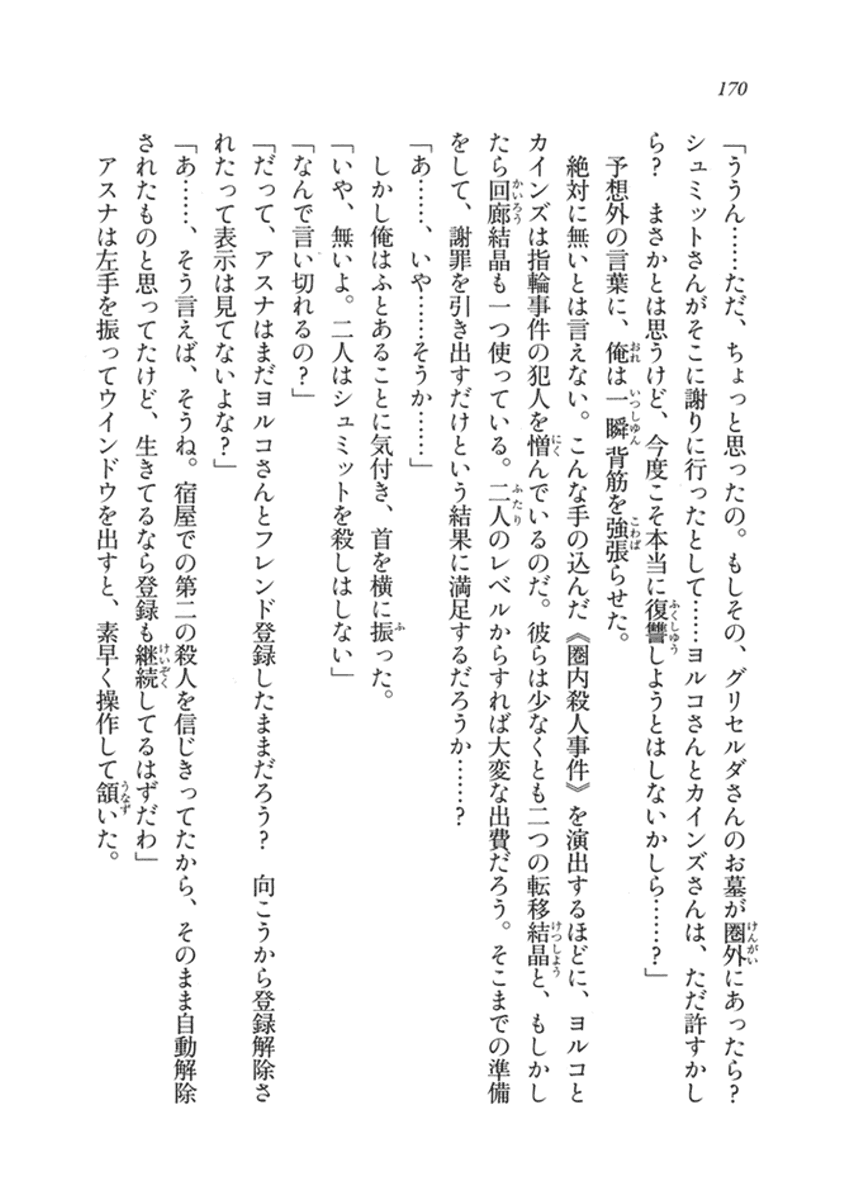 170
「ううん……ただ、ちょっと思ったの。もしその、グリセルダさんのお墓が圏外にあったら？
シュミットさんがそこに謝りに行ったとして……ヨルコさんとカインズさんは、ただ許すかし
ら？　まさかとは思うけど、今度こそ本当に復讐しようとはしないかしら……？」
予想外の言葉に、俺は一瞬背筋を強張らせた。
絶対に無いとは言えない。こんな手の込んだ《圏内殺人事件》を演出するほどに、ヨルコと
カインズは指輪事件の犯人を憎んでいるのだ。彼らは少なくとも二つの転移結晶と、もしかし
たら回廊結晶も一つ使っている。二人のレベルからすれば大変な出費だろう。そこまでの準備
をして、謝罪を引き出すだけという結果に満足するだろうか……？
「あ……、いや……そうか……」
しかし俺はふとあることに気付き、首を横に振った。
「いや、無いよ。二人はシュミットを殺しはしない」
「なんで言い切れるの？」
「だって、アスナはまだヨルコさんとフレンド登録したままだろう？　向こうから登録解除さ
れたって表示は見てないよな？」
「あ……、そう言えば、そうね。宿屋での第二の殺人を信じきってたから、そのまま自動解除
されたものと思ってたけど、生きてるなら登録も継続してるはずだわ」
アスナは左手を振ってウインドウを出すと、素早く操作して頷いた。